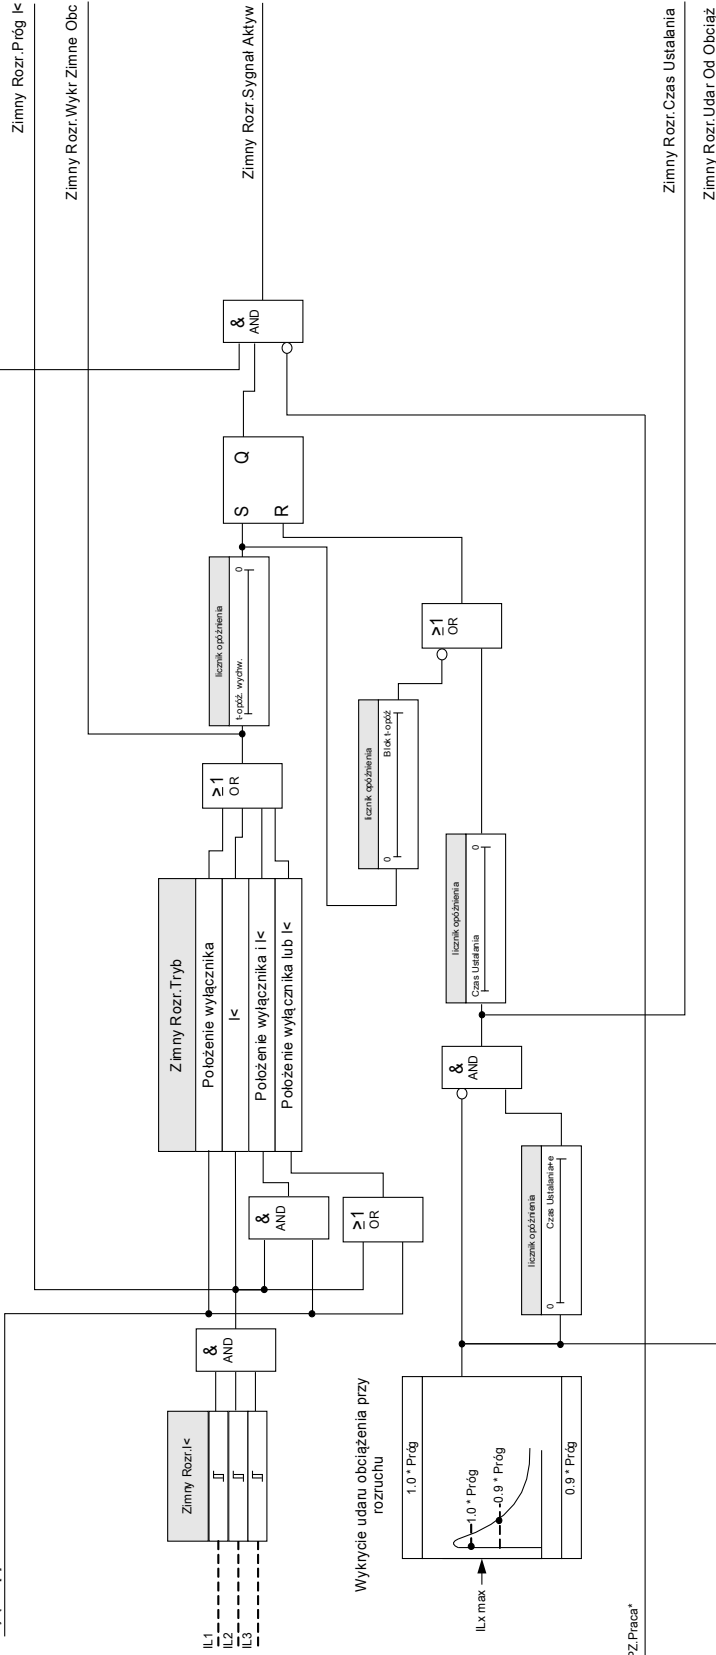 Zimny Rozr.Próg I<
Zimny Rozr.Wykr Zimne Obc
Zimny Rozr.Sygnał Aktyw
Zimny Rozr.Czas Ustalania
Zimny Rozr.Udar Od Obciąż
&
AND
S
Q
R
licznik opóźnienia
t-opóź. wychw.
0
≥1
OR
≥1
OR
licznik opóźnienia
0
Blok t-opóź
licznik opóźnienia
Czas Ustalania
0
Zimny Rozr.Tryb
Położenie wyłącznika
I<
Położenie wyłącznika i I<
Położenie wyłącznika lub I<
&
AND
≥1
OR
&
AND
licznik opóźnienia
0
Czas Ustalania+e
&
AND
Zimny Rozr.I<
IL1
IL2
IL3
Wykrycie udaru obciążenia przy
rozruchu
1.0 * Próg
1.0 * Próg
0.9 * Próg
0.9 * Próg
ILx max
PZ.Praca*